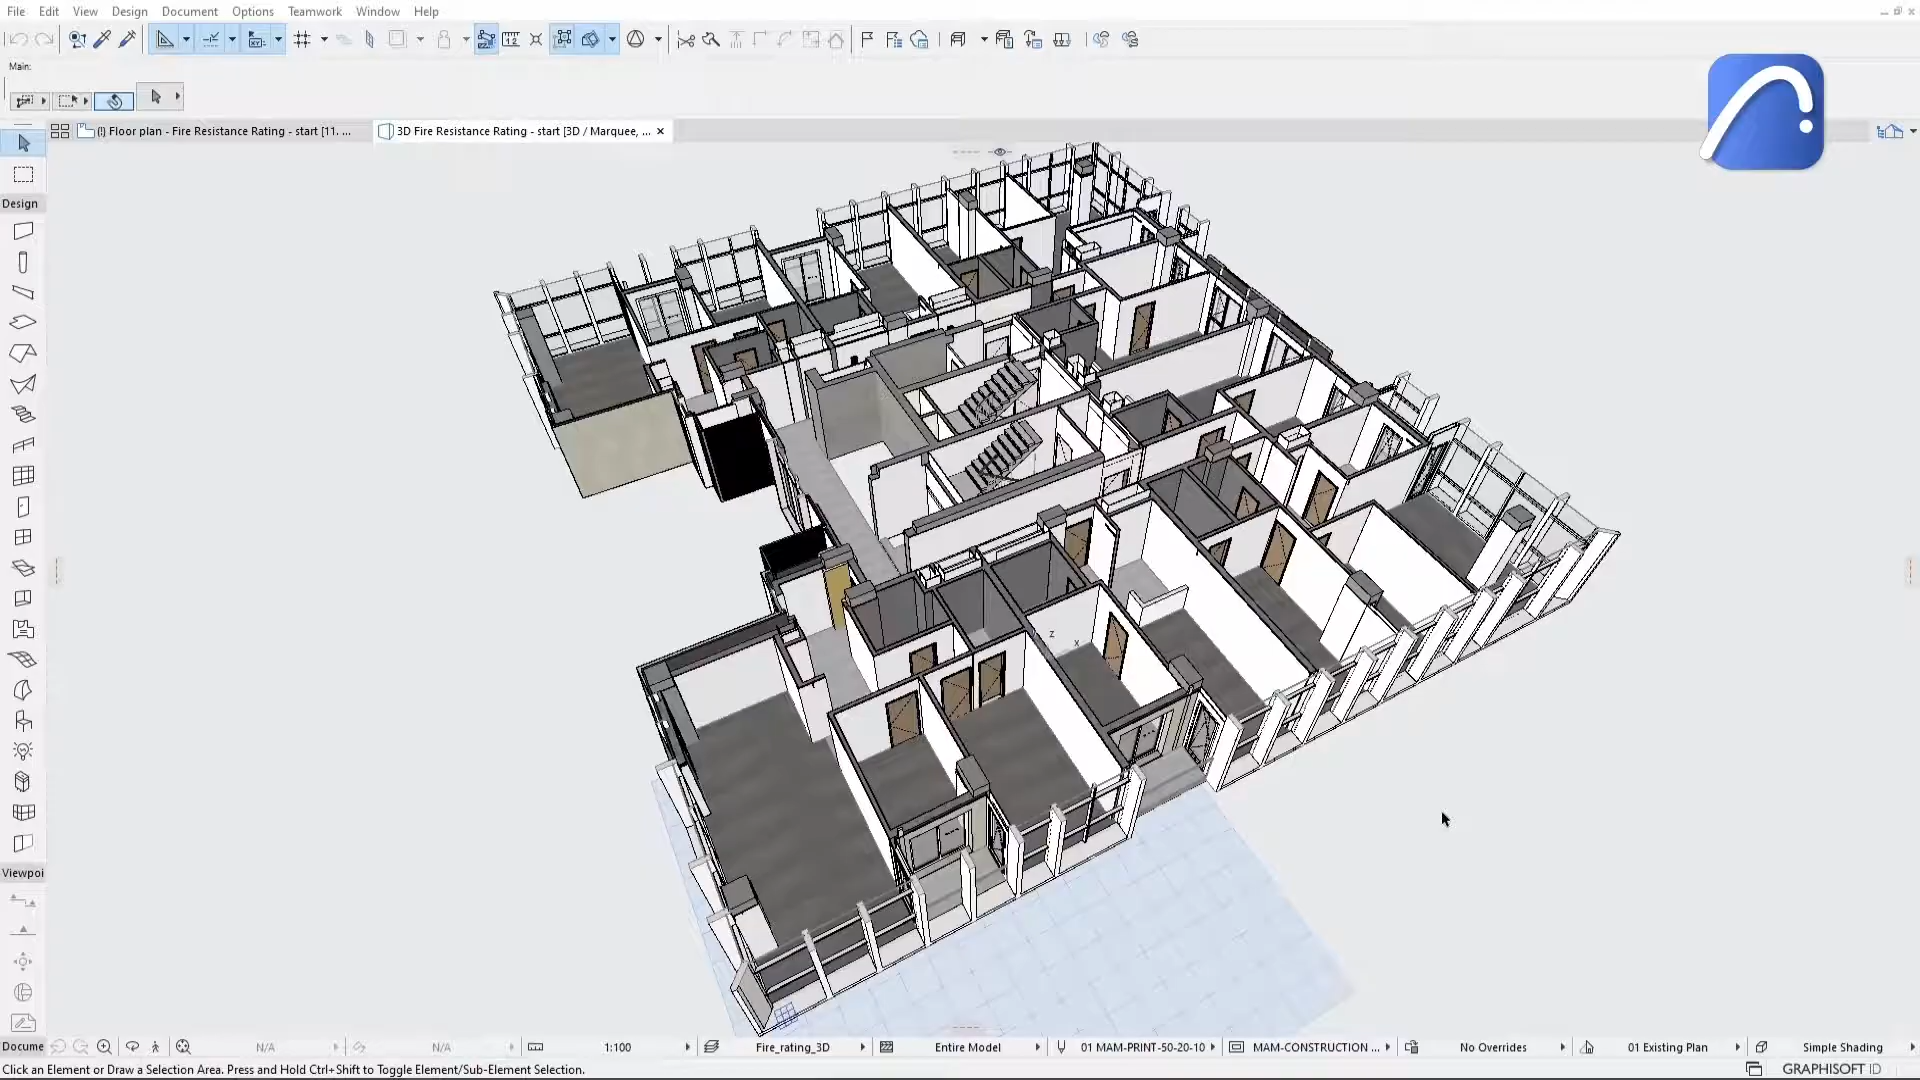 File Edit View Design Document Options Teamwork Window Help
Main:
(!) Floor plan - Fire Resistance Rating - start [11. ...
3D Fire Resistance Rating - start [3D / Marquee, ...
Design
Viewpoi
z
x
Docume N/A N/A 1:100 Fire_rating_3D Entire Model 01 MAM-PRINT-50-20-10 MAM-CONSTRUCTION ... No Overrides 01 Existing Plan Simple Shading
Click an Element or Draw a Selection Area. Press and Hold Ctrl+Shift to Toggle Element/Sub-Element Selection. GRAPHISOFT ID